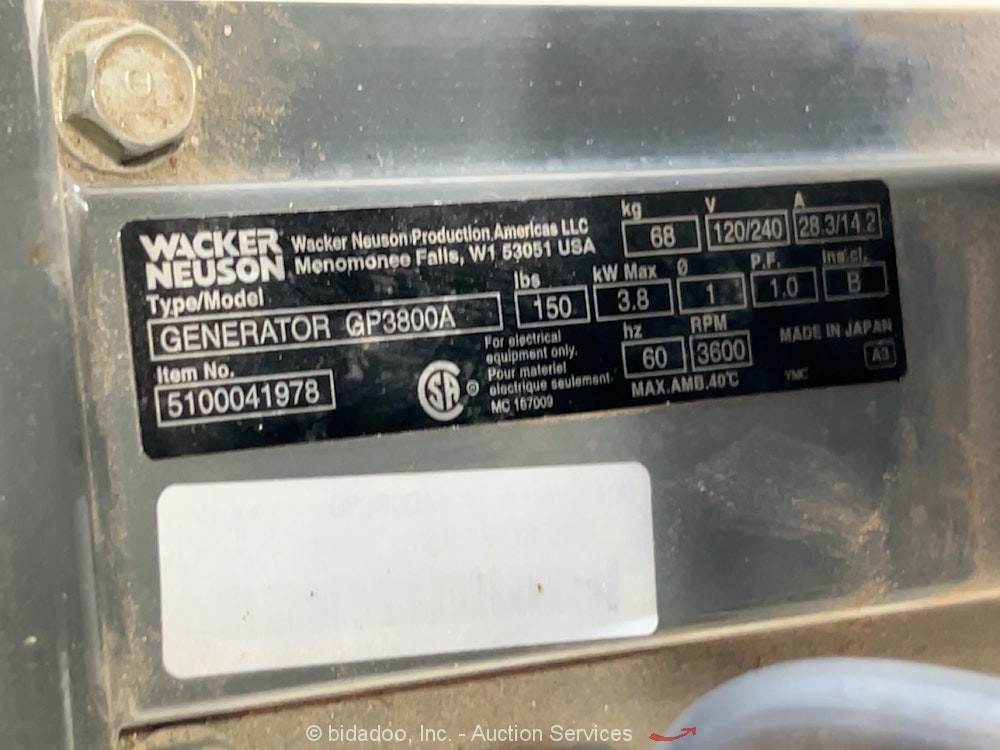 WACKER
NEUSON
Wacker Neuson Production Americas LLC
Menomonee Falls, W1 53051 USA
Type/Model
GENERATOR GP3800A
Item No.
5100041978
lbs
150
kg
68
V
120/240
A
28.3/14.2
kW Max
3.8
Ø
1
P.F.
1.0
Ins.cl.
B
hz
60
RPM
3600
MAX.AMB.40℃
MADE IN JAPAN
A3
YMC
CSA ®
For electrical
equipment only.
Pour materiel
electrique seulement.
MC 167009
© bidadoo, Inc. - Auction Services